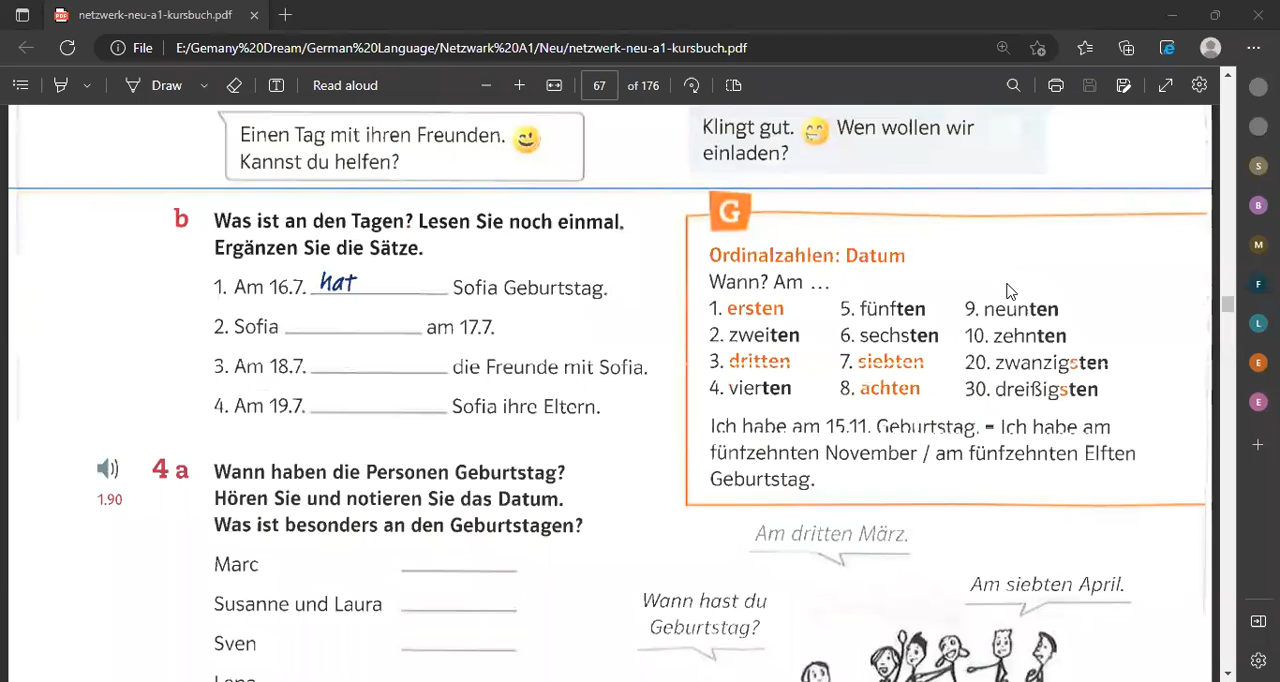 netzwerk-neu-a1-kursbuch.pdf
File E:/Gemany%20Dream/German%20Language/Netzwark%20A1/Neu/netzwerk-neu-a1-kursbuch.pdf
Draw Read aloud 67 of 176
Einen Tag mit ihren Freunden.
Kannst du helfen?
Klingt gut. Wen wollen wir
einladen?
b Was ist an den Tagen? Lesen Sie noch einmal.
Ergänzen Sie die Sätze.
1. Am 16.7. hat Sofia Geburtstag.
2. Sofia am 17.7.
3. Am 18.7. die Freunde mit Sofia.
4. Am 19.7. Sofia ihre Eltern.
G
Ordinalzahlen: Datum
Wann? Am ...
1. ersten 5. fünften 9. neunten
2. zweiten 6. sechsten 10. zehnten
3. dritten 7. siebten 20. zwanzigsten
4. vierten 8. achten 30. dreißigsten
Ich habe am 15.11. Geburtstag. = Ich habe am
fünfzehnten November / am fünfzehnten Elften
Geburtstag.
1.90
4 a Wann haben die Personen Geburtstag?
Hören Sie und notieren Sie das Datum.
Was ist besonders an den Geburtstagen?
Marc
Susanne und Laura
Sven
Am dritten März.
Am siebten April.
Wann hast du
Geburtstag?
S
B
M
F
L
E
E